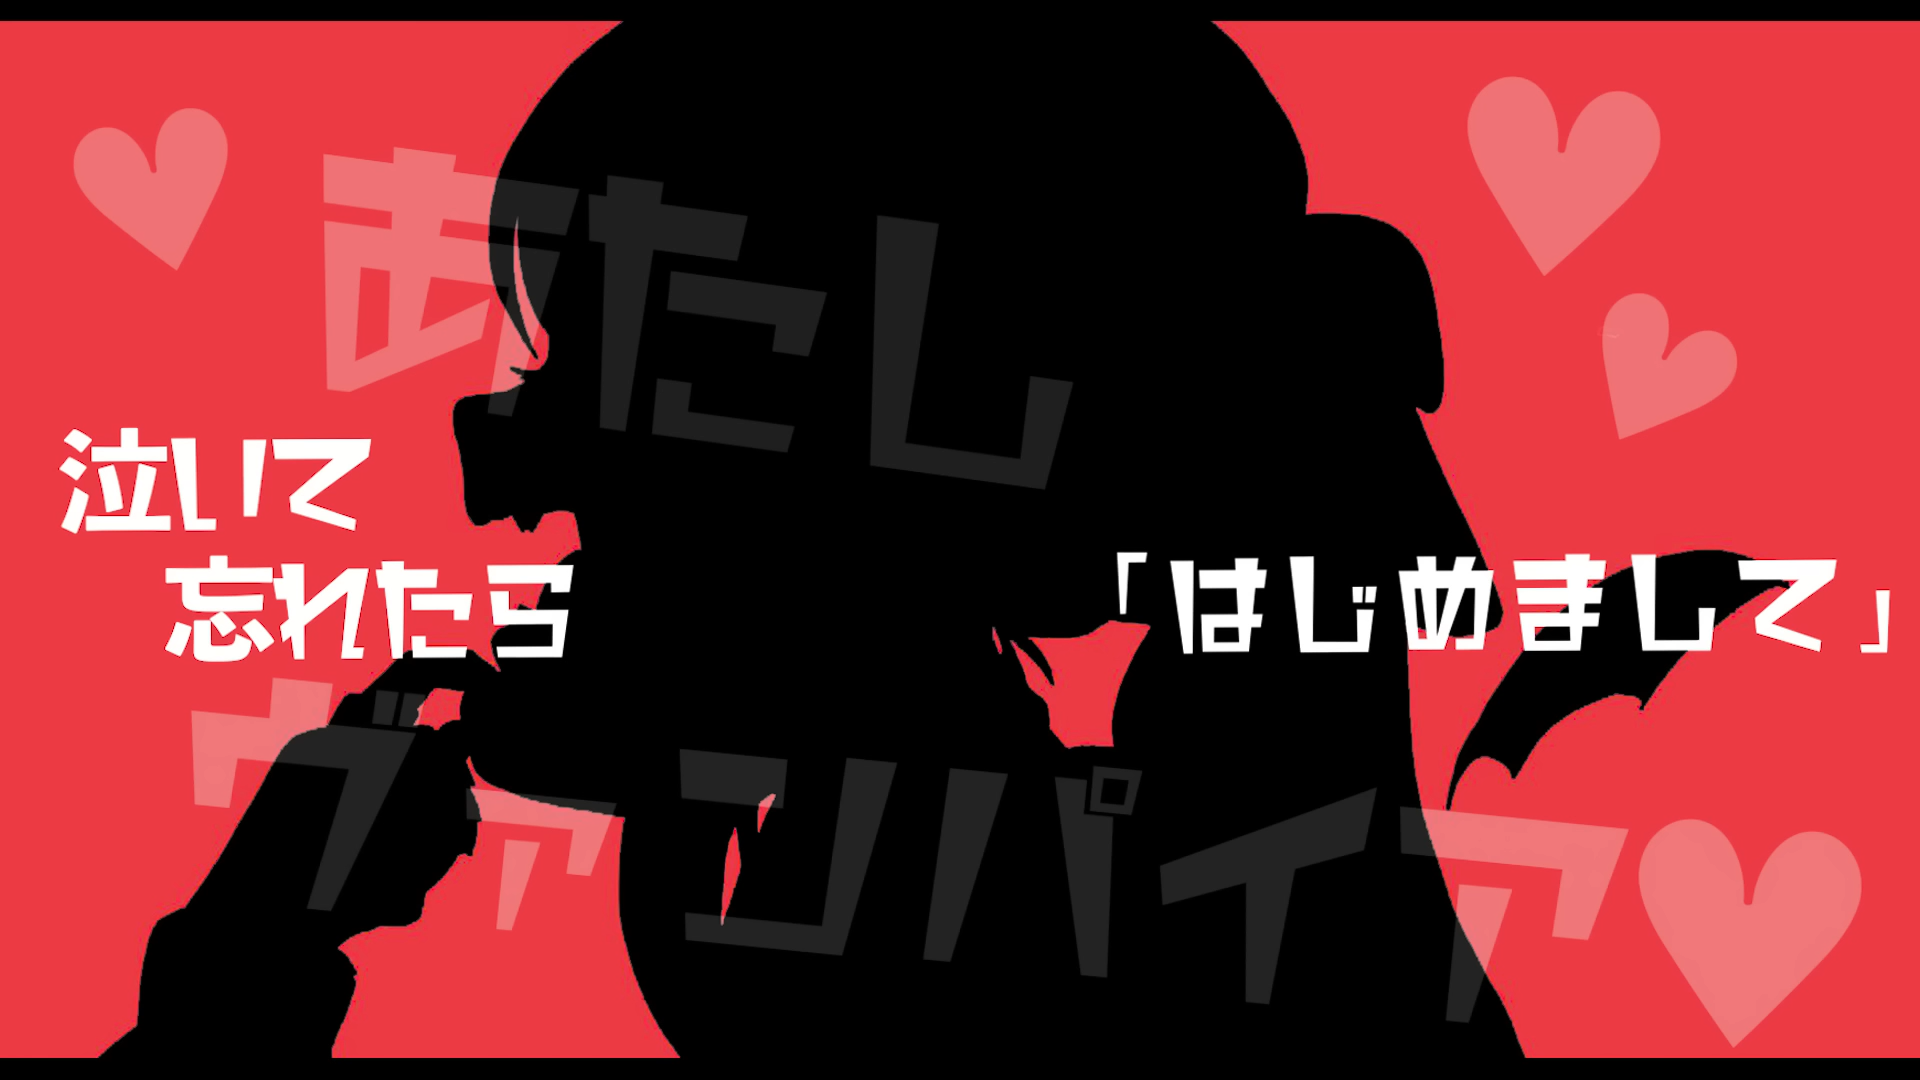 あたし
泣いて
忘れたら
「はじめまして」
ヴァンパイア